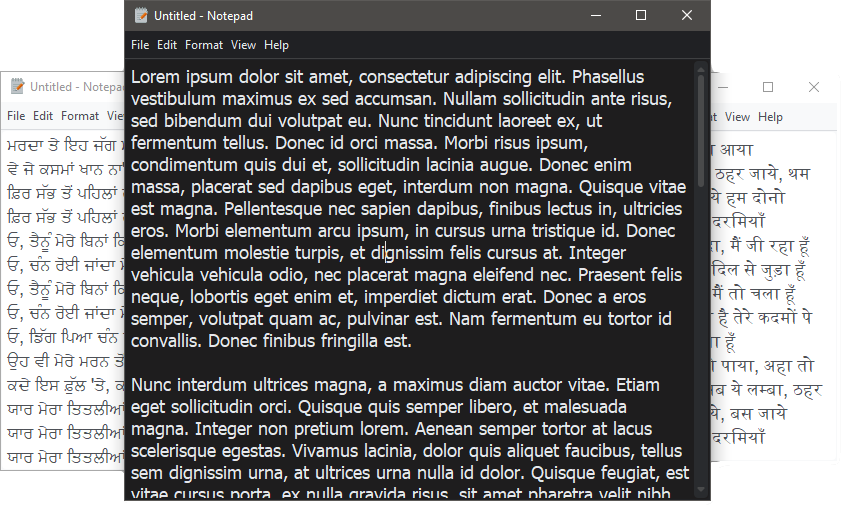 Untitled - Notepad
File Edit Format View Help
Lorem ipsum dolor sit amet, consectetur adipiscing elit. Phasellus
vestibulum maximus ex sed accumsan. Nullam sollicitudin ante risus,
sed bibendum dui volutpat eu. Nunc tincidunt laoreet ex, ut
fermentum tellus. Donec id orci massa. Morbi risus ipsum,
condimentum quis dui et, sollicitudin lacinia augue. Donec enim
massa, placerat sed dapibus eget, interdum non magna. Quisque vitae
est magna. Pellentesque nec sapien dapibus, finibus lectus in, ultricies
eros. Morbi elementum arcu ipsum, in cursus urna tristique id. Donec
elementum molestie turpis, et dignissim felis cursus at. Integer
vehicula vehicula odio, nec placerat magna eleifend nec. Praesent felis
neque, lobortis eget enim et, imperdiet dictum erat. Donec a eros
semper, volutpat quam ac, pulvinar est. Nam fermentum eu tortor id
convallis. Donec finibus fringilla est.
Nunc interdum ultrices magna, a maximus diam auctor vitae. Etiam
eget sollicitudin orci. Quisque quis semper libero, et malesuada
magna. Integer non pretium lorem. Aenean semper tortor at lacus
scelerisque egestas. Vivamus lacinia, dolor quis aliquet faucibus, tellus
sem dignissim urna, at ultrices urna nulla id dolor. Quisque feugiat, est
vitae cursus porta, ex nulla gravida risus, sit amet pharetra velit nibh
Untitled - Notepad
File Edit Format
ਮਰਦਾ ਤੋ ਇਹ ਜੱਗ
ਵੇ ਜੋ ਕਸਮਾਂ ਖਾਨ
ਫ਼ਿਰ ਸੱਭ ਤੋਂ ਪਹਿਲਾਂ
ਫ਼ਿਰ ਸੱਭ ਤੋਂ ਪਹਿਲਾਂ
ਓ, ਤੈਨੂੰ ਮੇਰੇ ਬਿਨਾਂ
ਓ, ਚੰਨ ਰੋਈ ਜਾਂਦਾ
ਓ, ਤੈਨੂੰ ਮੇਰੇ ਬਿਨਾਂ
ਓ, ਚੰਨ ਰੋਈ ਜਾਂਦਾ
ਓ, ਡਿੱਗ ਪਿਆ ਚੰਨ
ਉਹ ਵੀ ਮੇਰੇ ਮਰਨ ਤੋਂ
ਕਦੇ ਇਸ ਫ਼ੁੱਲ 'ਤੇ,
ਯਾਰ ਮੇਰਾ ਤਿਤਲੀਆਂ
ਯਾਰ ਮੇਰਾ ਤਿਤਲੀਆਂ
ਯਾਰ ਮੇਰਾ ਤਿਤਲੀਆਂ
View Help
आया
ठहर जाये, थम
ये हम दोनो
दरमियाँ
मैं जी रहा हूँ
दिल से जुड़ा हूँ
मैं तो चला हूँ
है तेरे कदमों पे
हूँ
पाया, अहा तो
ये लम्बा, ठहर
बस जाये
दरमियाँ